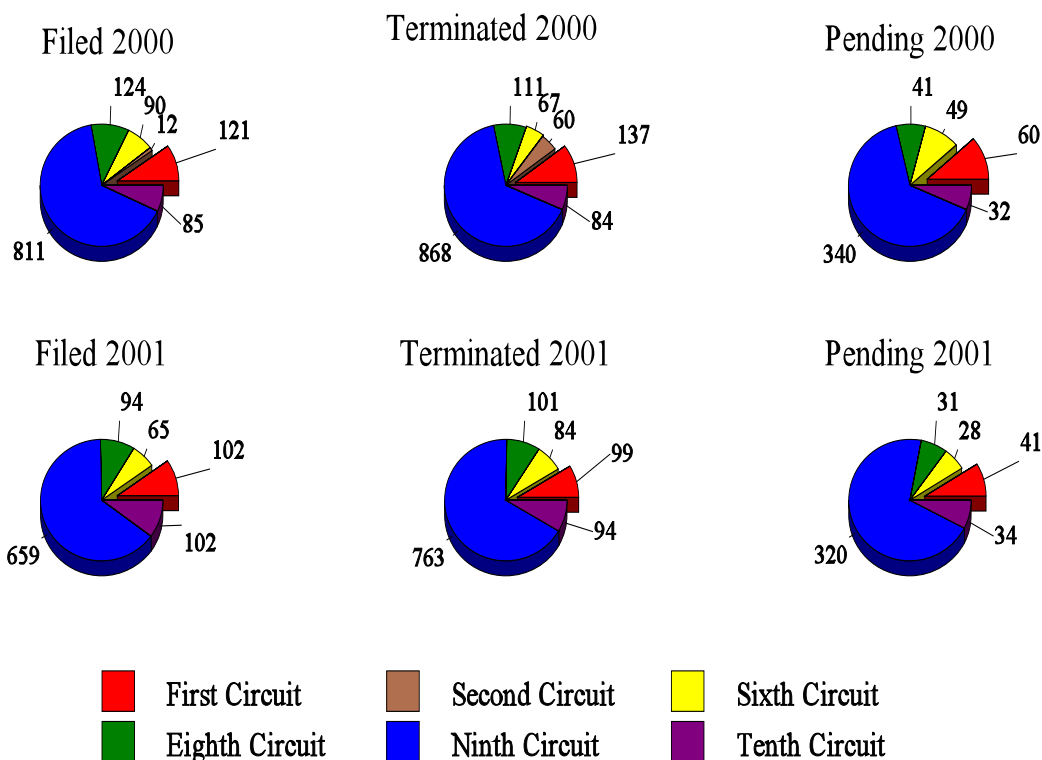 Filed 2000
124
90
12
121
85
811
Terminated 2000
111
67
60
137
84
868
Pending 2000
41
49
60
32
340
Filed 2001
94
65
102
102
659
Terminated 2001
101
84
99
94
763
Pending 2001
31
28
41
34
320
First Circuit
Second Circuit
Sixth Circuit
Eighth Circuit
Ninth Circuit
Tenth Circuit